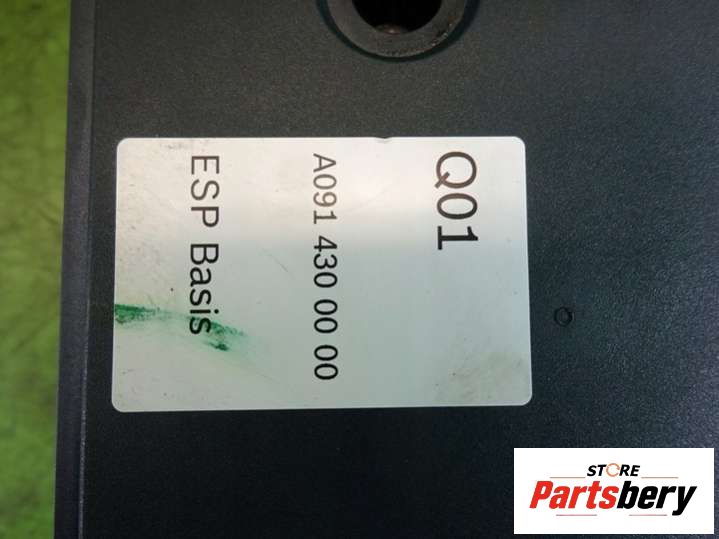 Q01
A091 430 00 00
ESP Basis
STORE
Partsbery